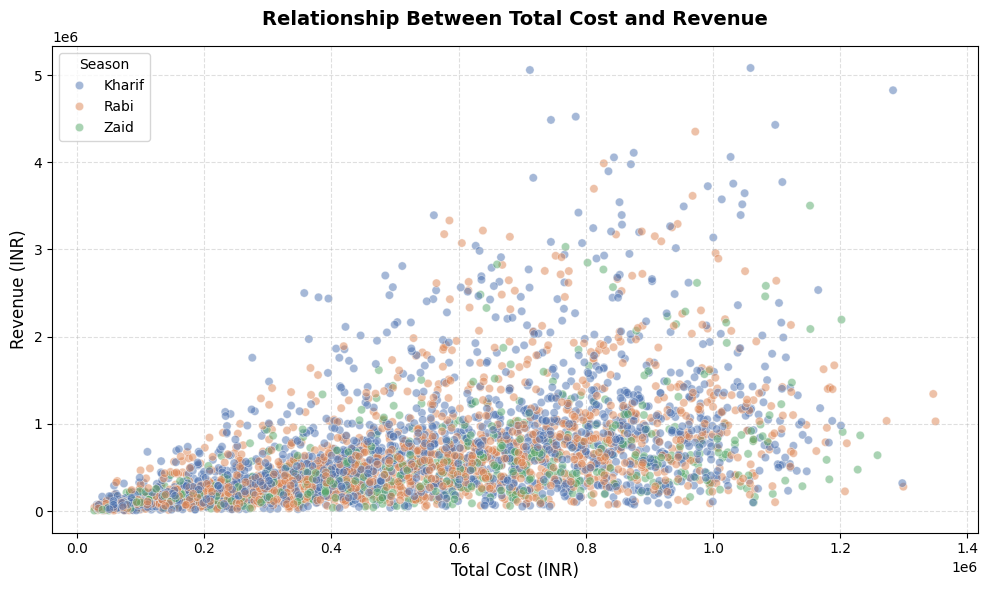 Relationship Between Total Cost and Revenue
1e6
Season
Kharif
Rabi
Zaid
Revenue (INR)
5
4
3
2
1
0
0.0 0.2 0.4 0.6 0.8 1.0 1.2 1.4
1e6
Total Cost (INR)